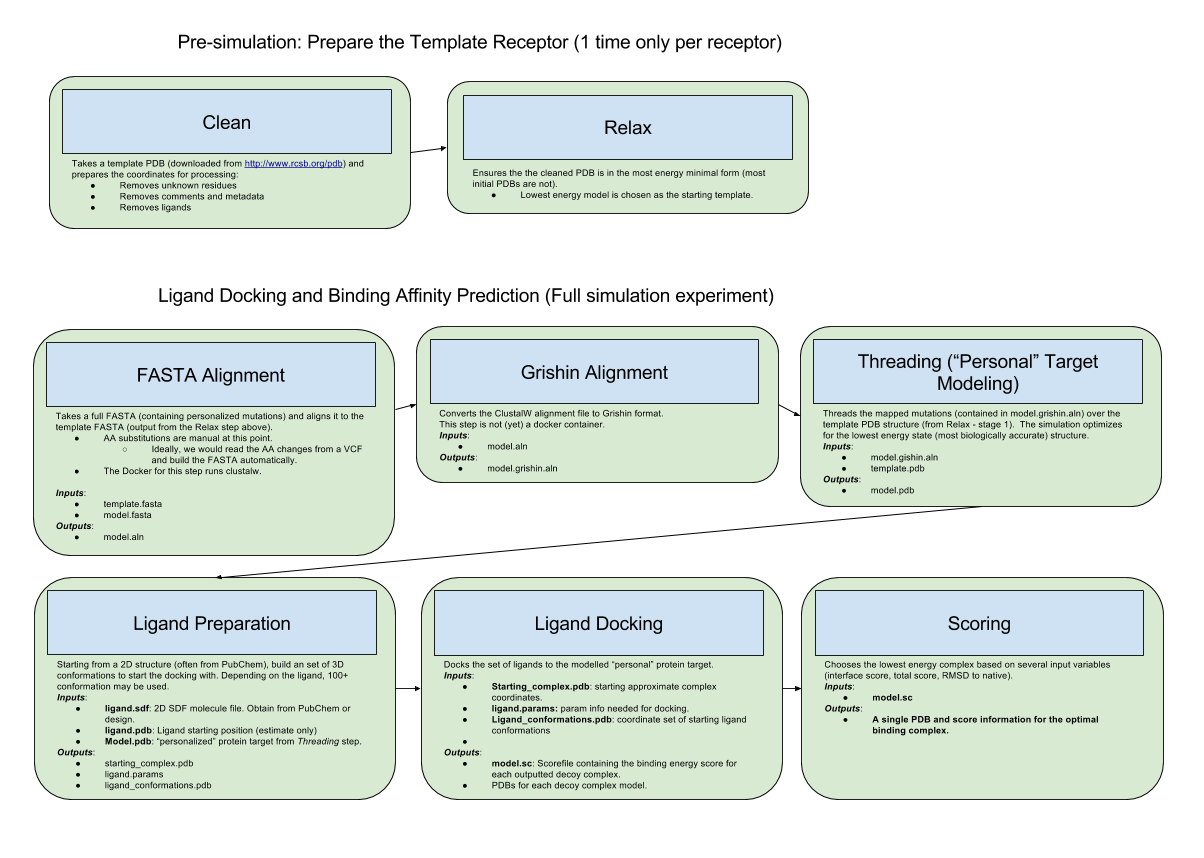 Pre-simulation: Prepare the Template Receptor (1 time only per receptor)
Clean
Takes a template PDB (downloaded from http://www.rcsb.org/pdb) and
prepares the coordinates for processing:
● Removes unknown residues
● Removes comments and metadata
● Removes ligands
Relax
Ensures the the cleaned PDB is in the most energy minimal form (most
initial PDBs are not).
● Lowest energy model is chosen as the starting template.
Ligand Docking and Binding Affinity Prediction (Full simulation experiment)
FASTA Alignment
Takes a full FASTA (containing personalized mutations) and aligns it to the
template FASTA (output from the Relax step above).
● AA substitutions are manual at this point.
○ Ideally, we would read the AA changes from a VCF
and build the FASTA automatically.
● The Docker for this step runs clustalw.
Inputs:
● template.fasta
● model.fasta
Outputs:
● model.aln
Grishin Alignment
Converts the ClustalW alignment file to Grishin format.
This step is not (yet) a docker container.
Inputs:
● model.aln
Outputs:
● model.grishin.aln
Threading (“Personal” Target
Modeling)
Threads the mapped mutations (contained in model.grishin.aln) over the
template PDB structure (from Relax - stage 1). The simulation optimizes
for the lowest energy state (most biologically accurate) structure.
Inputs:
● model.gishin.aln
● template.pdb
Outputs:
● model.pdb
Ligand Preparation
Starting from a 2D structure (often from PubChem), build an set of 3D
conformations to start the docking with. Depending on the ligand, 100+
conformation may be used.
Inputs:
● ligand.sdf: 2D SDF molecule file. Obtain from PubChem or
design.
● ligand.pdb: Ligand starting position (estimate only)
● Model.pdb: “personalized” protein target from Threading step.
Outputs:
● starting_complex.pdb
● ligand.params
● ligand_conformations.pdb
Ligand Docking
Docks the set of ligands to the modelled “personal” protein target.
Inputs:
● Starting_complex.pdb: starting approximate complex
coordinates.
● ligand.params: param info needed for docking.
● Ligand_conformations.pdb: coordinate set of starting ligand
conformations
●
Outputs:
● model.sc: Scorefile containing the binding energy score for
each outputted decoy complex.
● PDBs for each decoy complex model.
Scoring
Chooses the lowest energy complex based on several input variables
(interface score, total score, RMSD to native).
Inputs:
● model.sc
Outputs:
● A single PDB and score information for the optimal
binding complex.